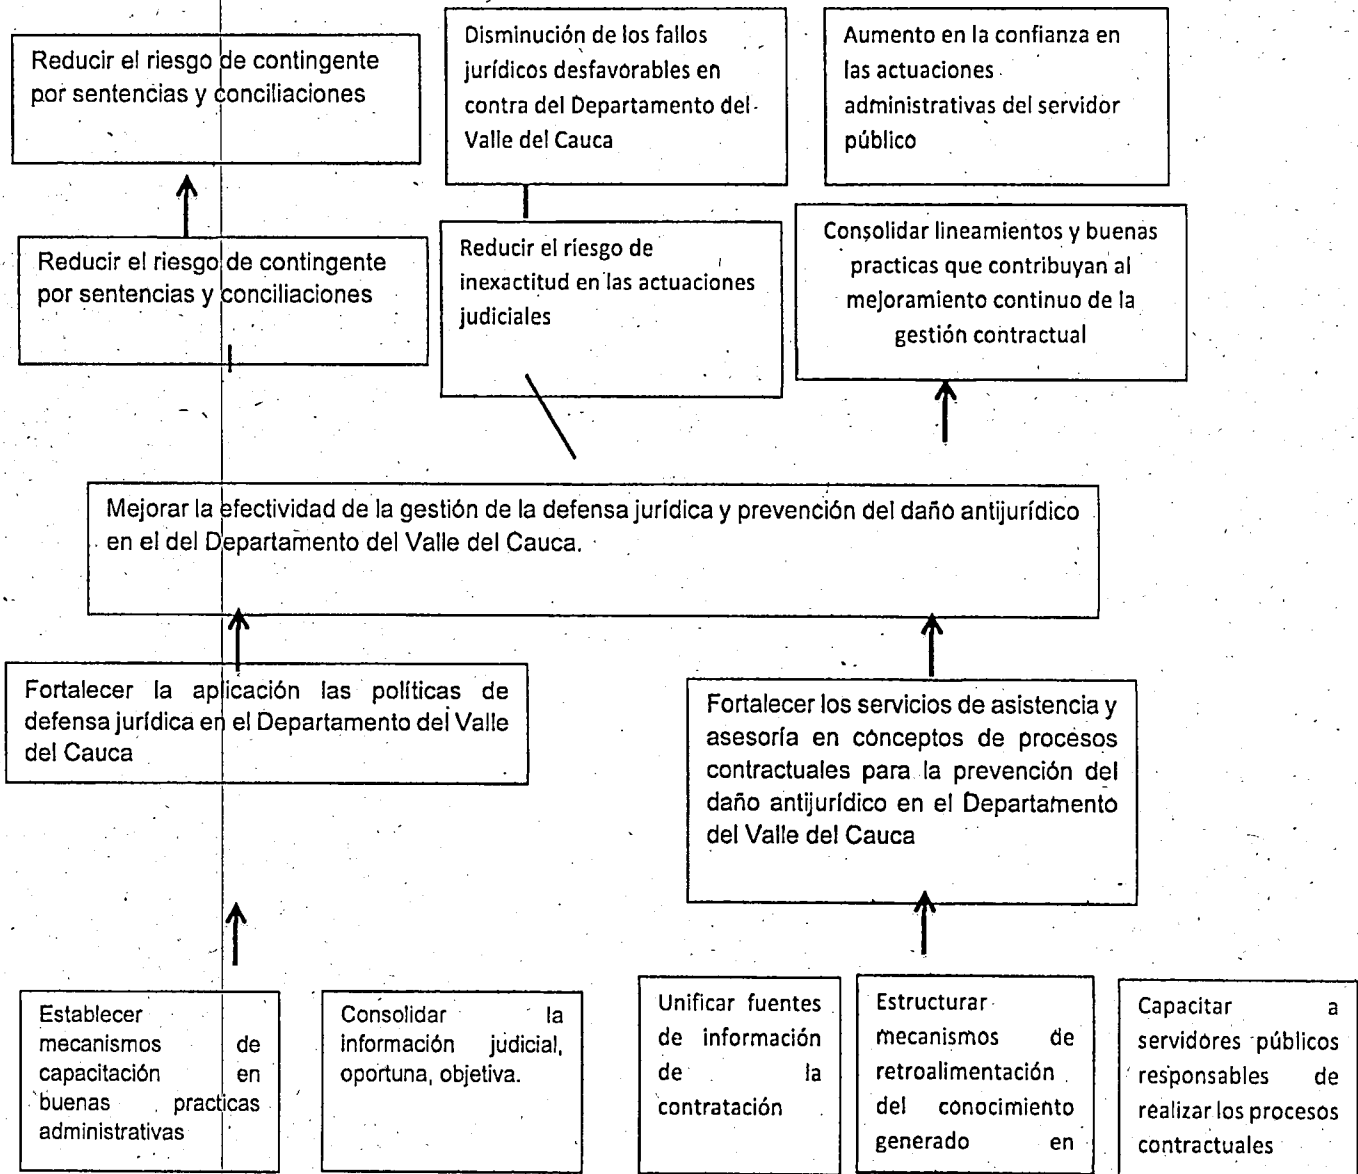 Reducir el riesgo de contingente
por sentencias y conciliaciones
Disminución de los fallos
jurídicos desfavorables en
contra del Departamento del
Valle del Cauca
Aumento en la confianza en
las actuaciones
administrativas del servidor
público
Reducir el riesgo de contingente
por sentencias y conciliaciones
Reducir el riesgo de
inexactitud en las actuaciones
judiciales
Consolidar lineamientos y buenas
practicas que contribuyan al
mejoramiento continuo de la
gestión contractual
Mejorar la efectividad de la gestión de la defensa jurídica y prevención del daño antijurídico
en el del Departamento del Valle del Cauca.
Fortalecer la aplicación las políticas de
defensa jurídica en el Departamento del Valle
del Cauca
Fortalecer los servicios de asistencia y
asesoría en conceptos de procesos
contractuales para la prevención del
daño antijurídico en el Departamento
del Valle del Cauca
Establecer
mecanismos de
capacitación en
buenas practicas
administrativas
Consolidar la
información judicial,
oportuna, objetiva.
Unificar fuentes
de información
de la
contratación
Estructurar
mecanismos de
retroalimentación
del conocimiento
generado en
Capacitar a
servidores públicos
responsables de
realizar los procesos
contractuales